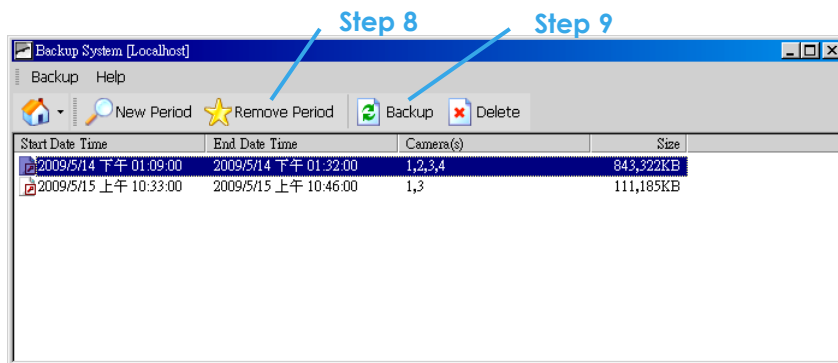 Step 8 Step 9
Backup System [Localhost]
Backup Help
New Period Remove Period Backup Delete
Start Date Time End Date Time Camera(s) Size
2009/5/14 下午 01:09:00 2009/5/14 下午 01:32:00 1,2,3,4 843,322KB
2009/5/15 上午 10:33:00 2009/5/15 上午 10:46:00 1,3 111,185KB